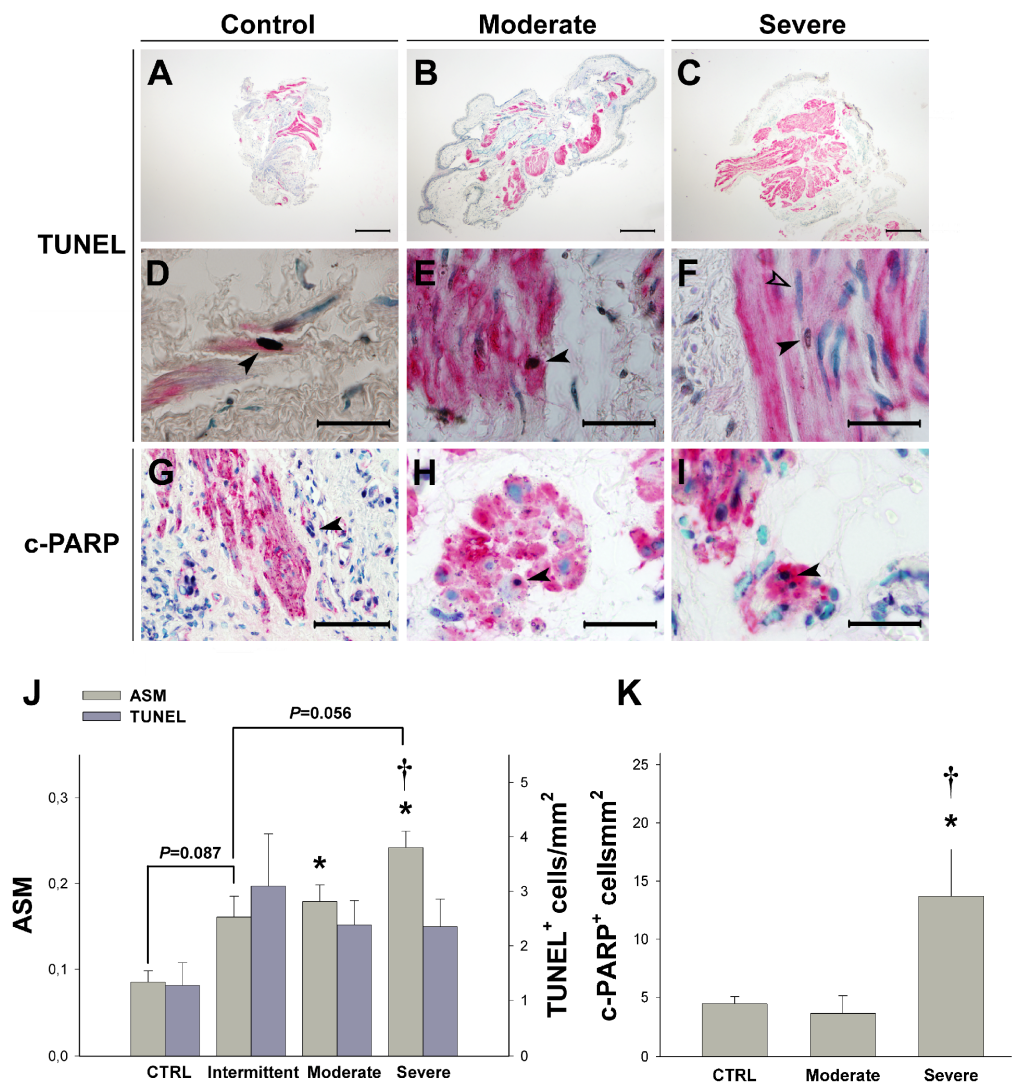 Control Moderate Severe
A B C
TUNEL
D E F
G H I
c-PARP
J K
ASM
TUNEL
P=0.056
† †
* *
P=0.087
*
0,3
0,2
0,1
0,0
ASM
5
4
3
2
1
0
TUNEL+ cells/mm2
CTRL Intermittent Moderate Severe
25
20
15
10
5
0
c-PARP+ cellsmm2
CTRL Moderate Severe